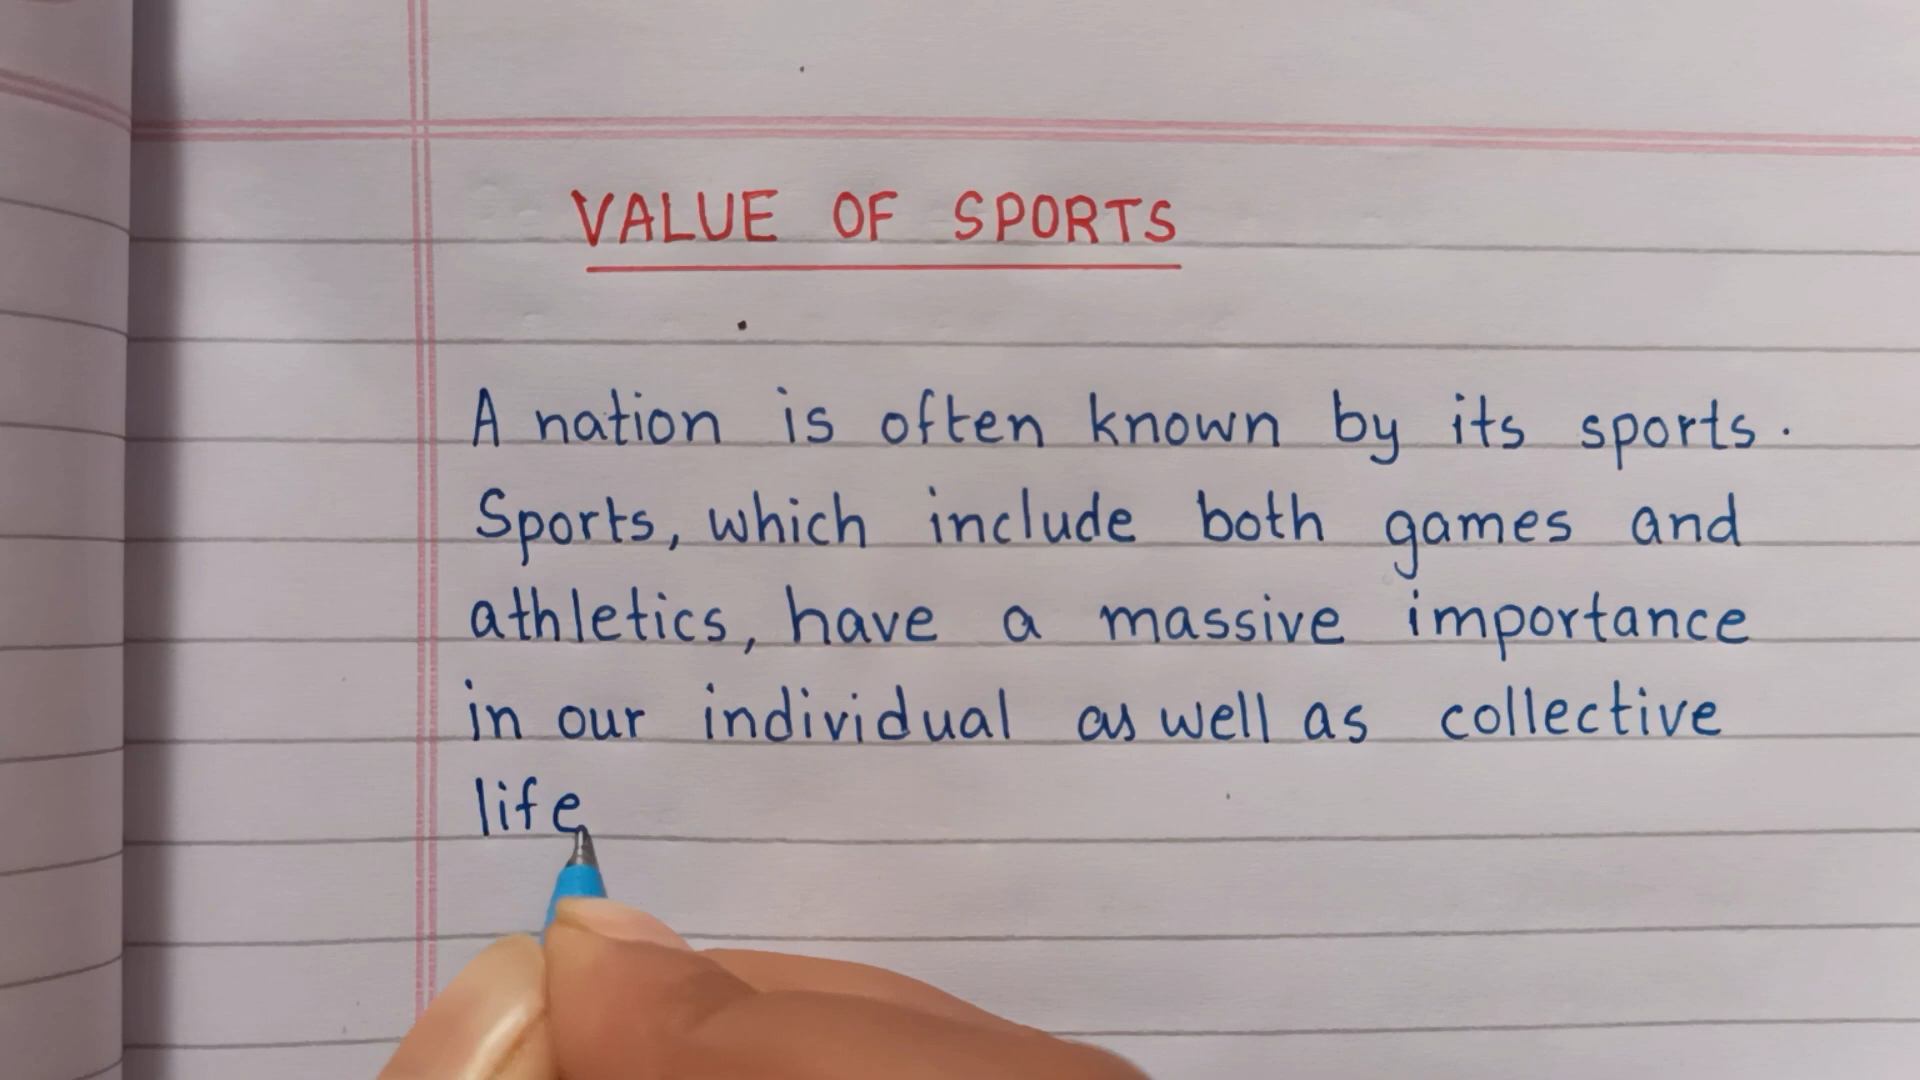 VALUE OF SPORTS
A nation is often known by its sports.
Sports, which include both games and
athletics, have a massive importance
in our individual as well as collective
life